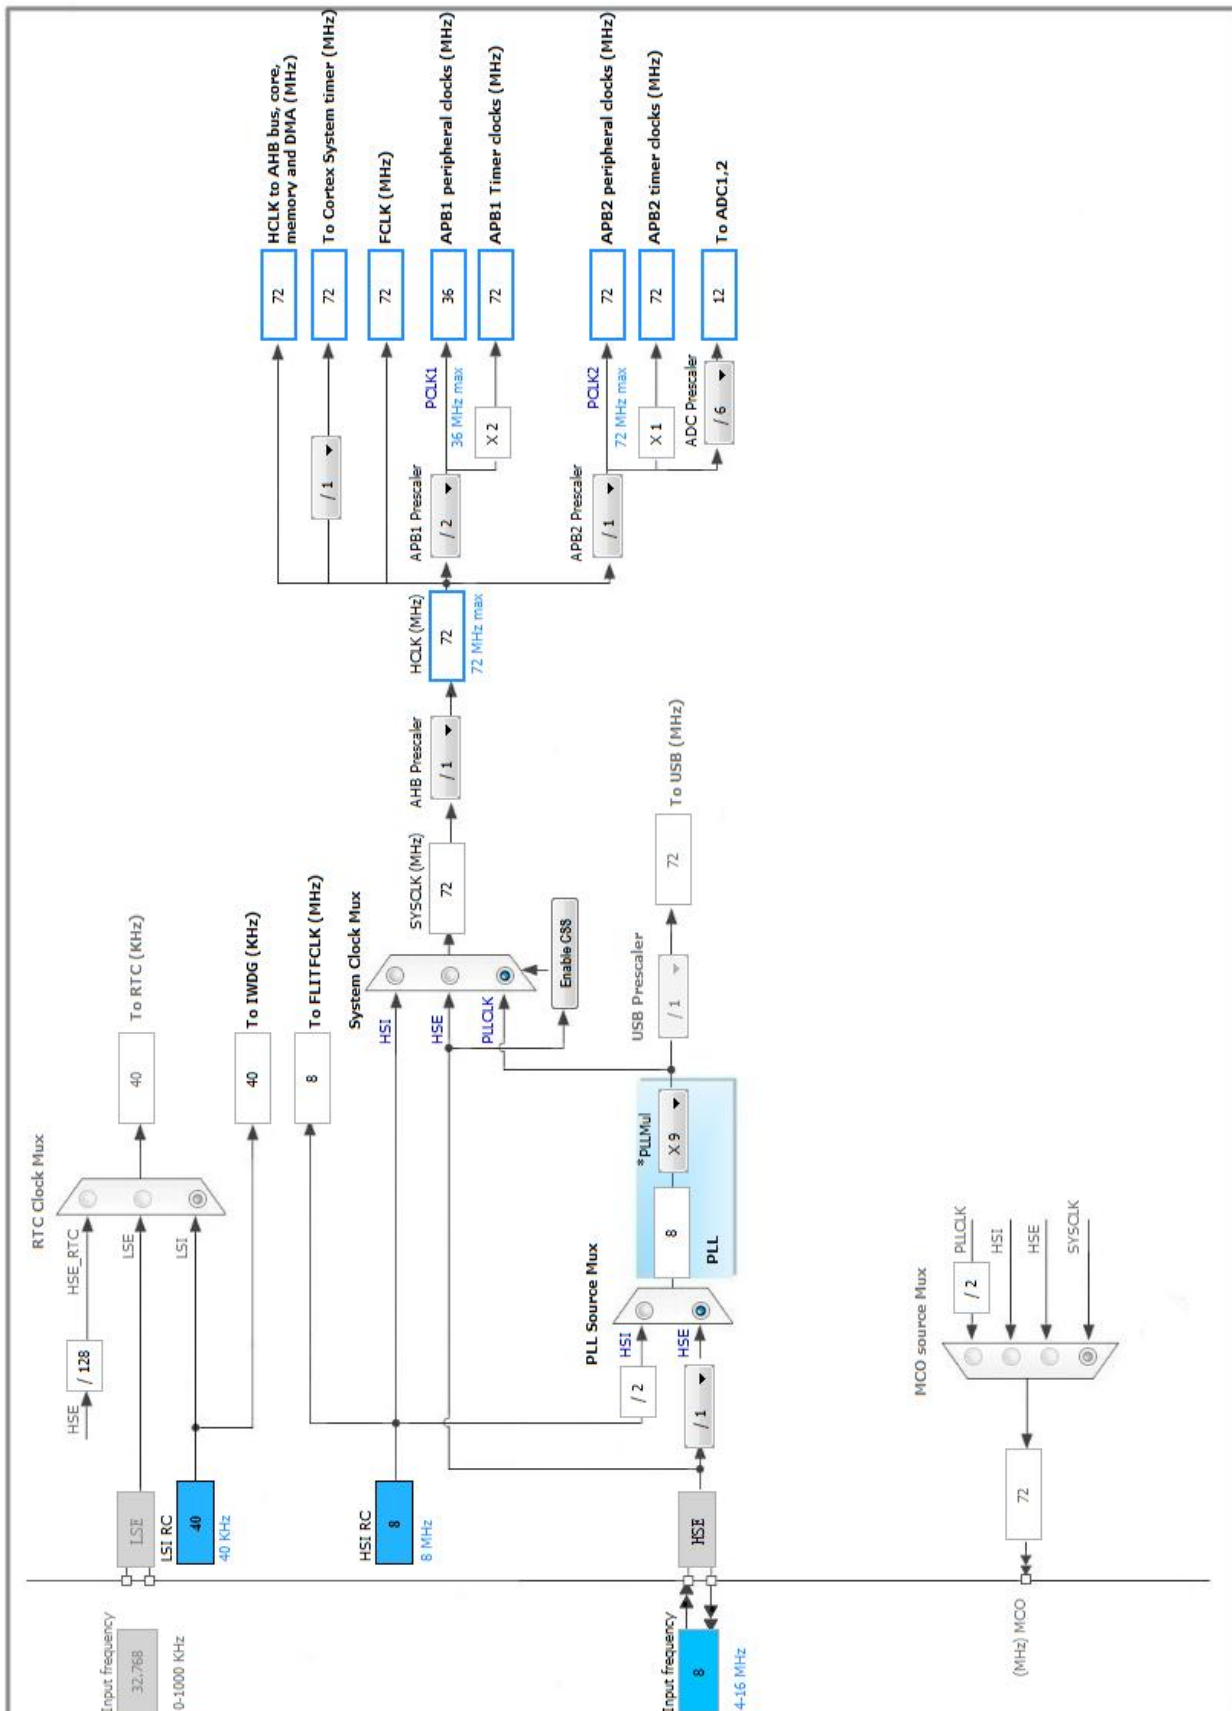 Input frequency
32.768
0-1000 KHz
LSE
LSI RC
40
40 KHz
HSE
/ 128
HSE_RTC
LSE
LSI
RTC Clock Mux
40
To RTC (KHz)
40
To IWDG (KHz)
HSI RC
8
8 MHz
8
To FLITFCLK (MHz)
System Clock Mux
HSI
HSE
PLLCLK
Enable CSS
SYSCLK (MHz)
72
AHB Prescaler
/ 1
HCLK (MHz)
72
72 MHz max
72
HCLK to AHB bus, core,
memory and DMA (MHz)
/ 1
72
To Cortex System timer (MHz)
72
FCLK (MHz)
APB1 Prescaler
/ 2
PCLK1
36 MHz max
36
APB1 peripheral clocks (MHz)
X 2
72
APB1 Timer clocks (MHz)
APB2 Prescaler
/ 1
PCLK2
72 MHz max
72
APB2 peripheral clocks (MHz)
X 1
72
APB2 timer clocks (MHz)
ADC Prescaler
/ 6
12
To ADC1,2
Input frequency
8
4-16 MHz
HSE
/ 2
/ 1
HSI
HSE
PLL Source Mux
8
*PLLMul
X 9
PLL
USB Prescaler
/ 1
72
To USB (MHz)
(MHz) MCO
72
MCO source Mux
/ 2
PLLCLK
HSI
HSE
SYSCLK